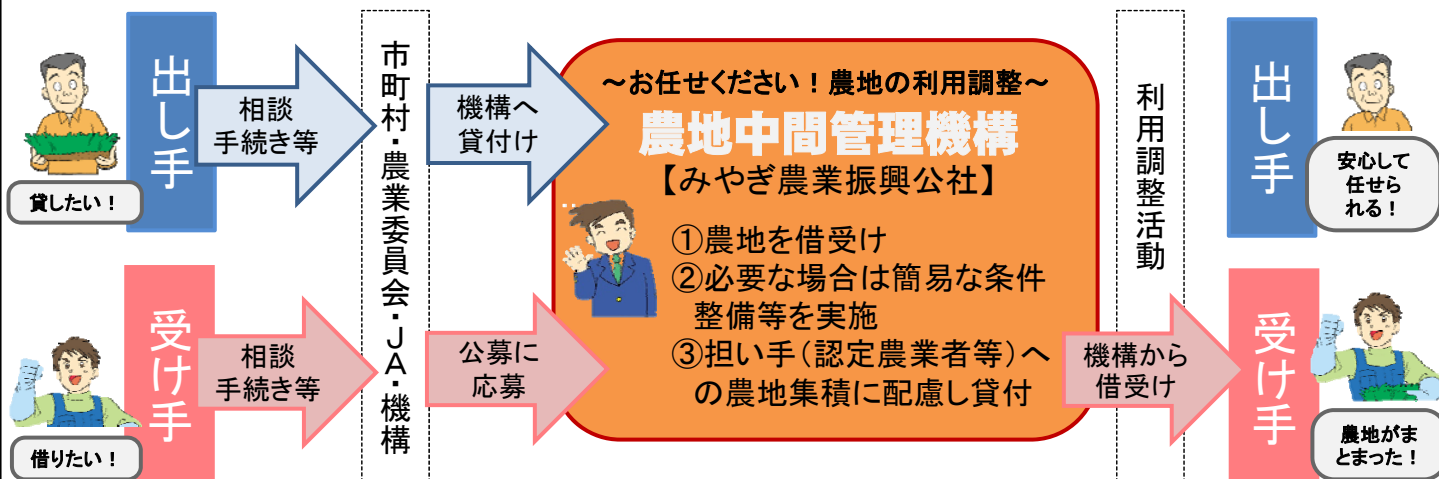 出し手
貸したい！
相談
手続き等
市町村・農業委員会・ＪＡ・機構
機構へ
貸付け
～お任せください！農地の利用調整～
農地中間管理機構
【みやぎ農業振興公社】
①農地を借受け
②必要な場合は簡易な条件
整備等を実施
③担い手（認定農業者等）へ
の農地集積に配慮し貸付
利用調整活動
出し手
安心して
任せら
れる！
受け手
借りたい！
相談
手続き等
公募に
応募
機構から
借受け
受け手
農地がま
とまった！